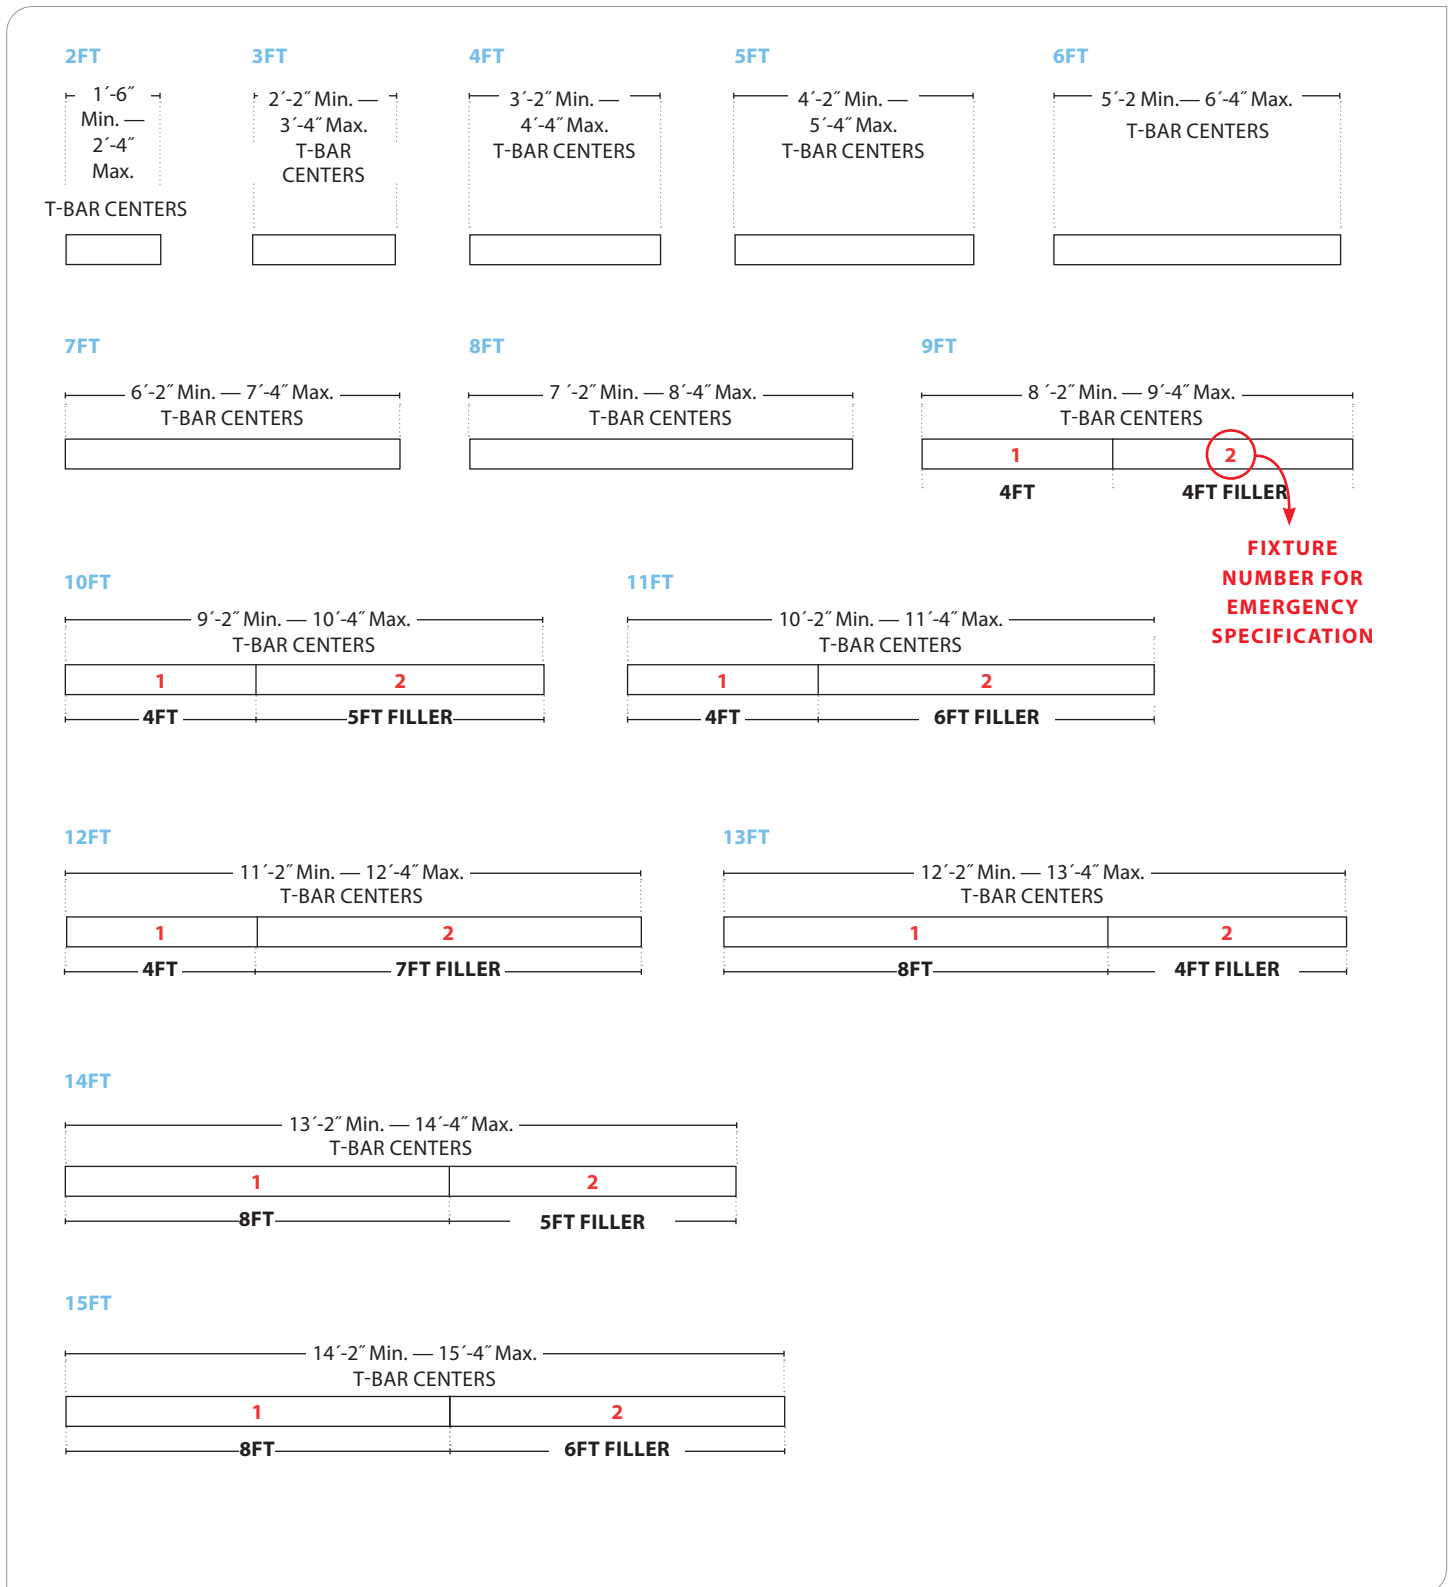 2FT
1´-6˝
Min. —
2´-4˝
Max.
T-BAR CENTERS
3FT
2´-2˝ Min. —
3´-4˝ Max.
T-BAR
CENTERS
4FT
3´-2˝ Min. —
4´-4˝ Max.
T-BAR CENTERS
5FT
4´-2˝ Min. —
5´-4˝ Max.
T-BAR CENTERS
6FT
5´-2 Min.— 6´-4˝ Max.
T-BAR CENTERS
7FT
6´-2˝ Min. — 7´-4˝ Max.
T-BAR CENTERS
8FT
7 ´-2˝ Min. — 8´-4˝ Max.
T-BAR CENTERS
9FT
8 ´-2˝ Min. — 9´-4˝ Max.
T-BAR CENTERS
1 2
4FT 4FT FILLER
FIXTURE
NUMBER FOR
EMERGENCY
SPECIFICATION
10FT
9´-2˝ Min. — 10´-4˝ Max.
T-BAR CENTERS
1 2
4FT 5FT FILLER
11FT
10´-2˝ Min. — 11´-4˝ Max.
T-BAR CENTERS
1 2
4FT 6FT FILLER
12FT
11´-2˝ Min. — 12´-4˝ Max.
T-BAR CENTERS
1 2
4FT 7FT FILLER
13FT
12´-2˝ Min. — 13´-4˝ Max.
T-BAR CENTERS
1 2
8FT 4FT FILLER
14FT
13´-2˝ Min. — 14´-4˝ Max.
T-BAR CENTERS
1 2
8FT 5FT FILLER
15FT
14´-2˝ Min. — 15´-4˝ Max.
T-BAR CENTERS
1 2
8FT 6FT FILLER